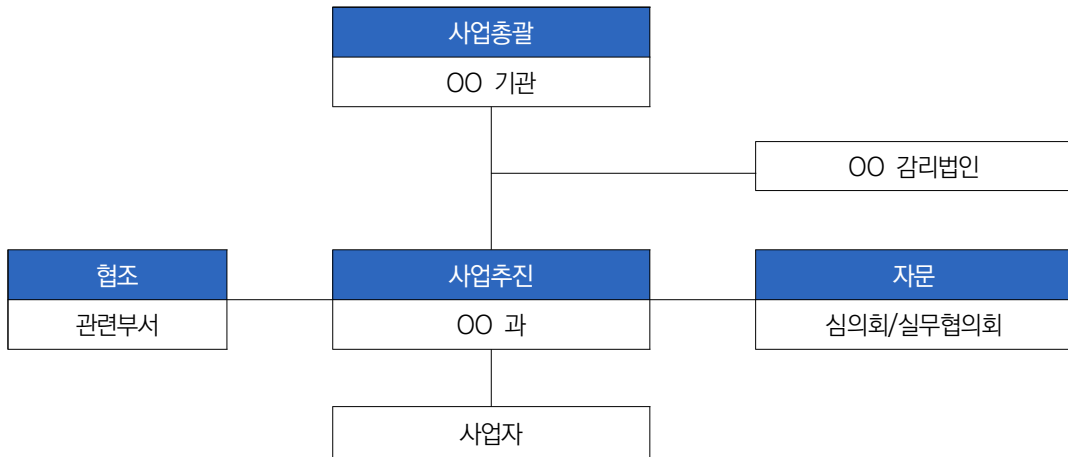 사업총괄
OO 기관
OO 감리법인
협조
관련부서
사업추진
OO 과
자문
심의회/실무협의회
사업자